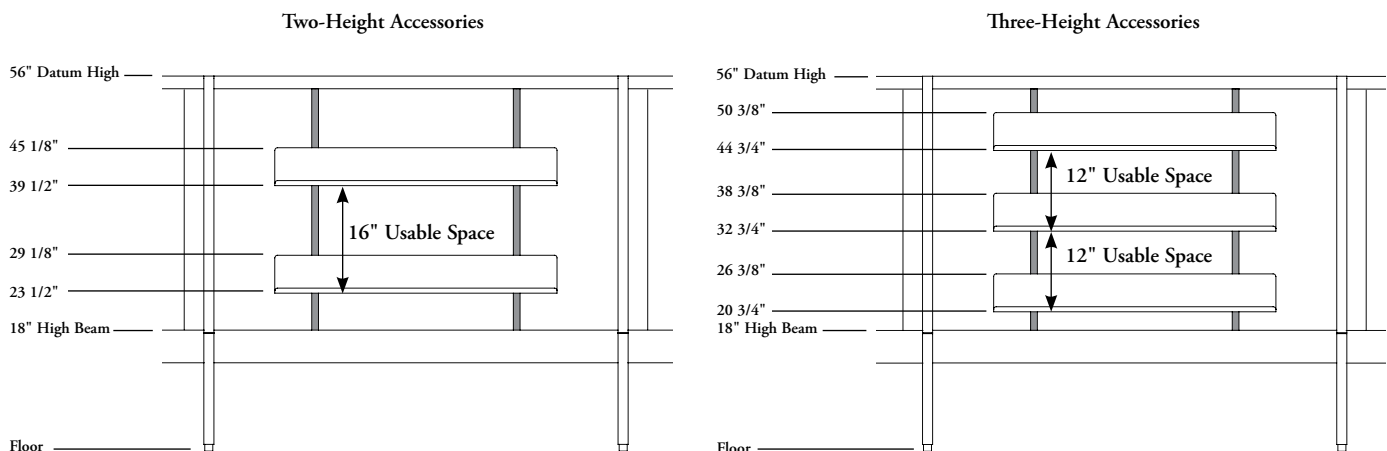 Two-Height Accessories
56" Datum High
45 1/8"
39 1/2"
16" Usable Space
29 1/8"
23 1/2"
18" High Beam
Floor
Three-Height Accessories
56" Datum High
50 3/8"
44 3/4"
12" Usable Space
38 3/8"
32 3/4"
12" Usable Space
26 3/8"
20 3/4"
18" High Beam
Floor